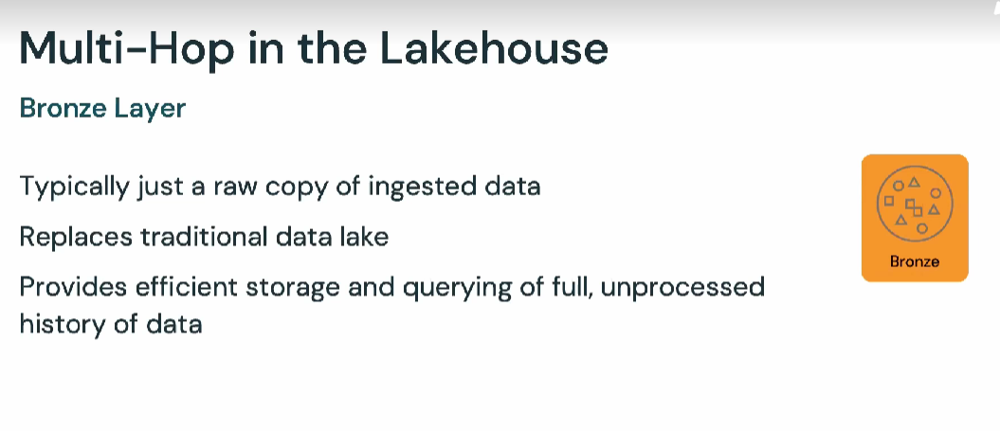 Multi-Hop in the Lakehouse
Bronze Layer
Typically just a raw copy of ingested data
Replaces traditional data lake
Provides efficient storage and querying of full, unprocessed
history of data
Bronze